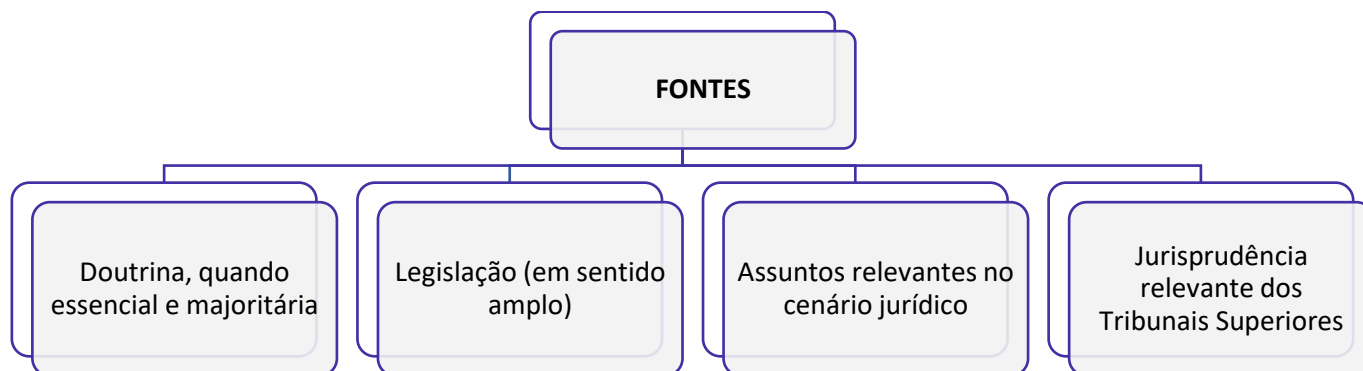 FONTES
Doutrina, quando
essencial e majoritária
Legislação (em sentido
amplo)
Assuntos relevantes no
cenário jurídico
Jurisprudência
relevante dos
Tribunais Superiores